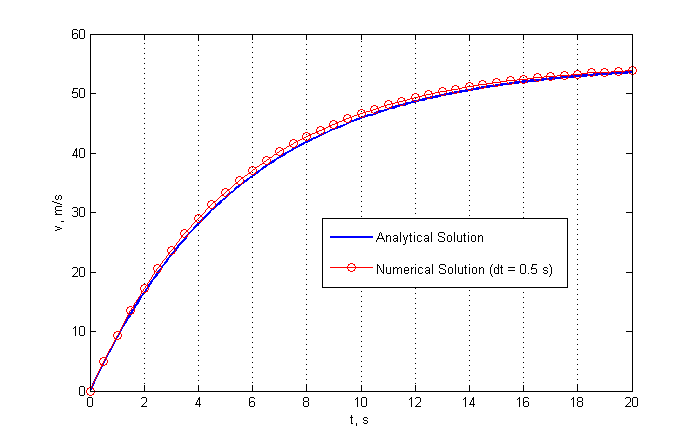 60
50
40
30
20
10
0
v , m/s
Analytical Solution
Numerical Solution (dt = 0.5 s)
0 2 4 6 8 10 12 14 16 18 20
t, s